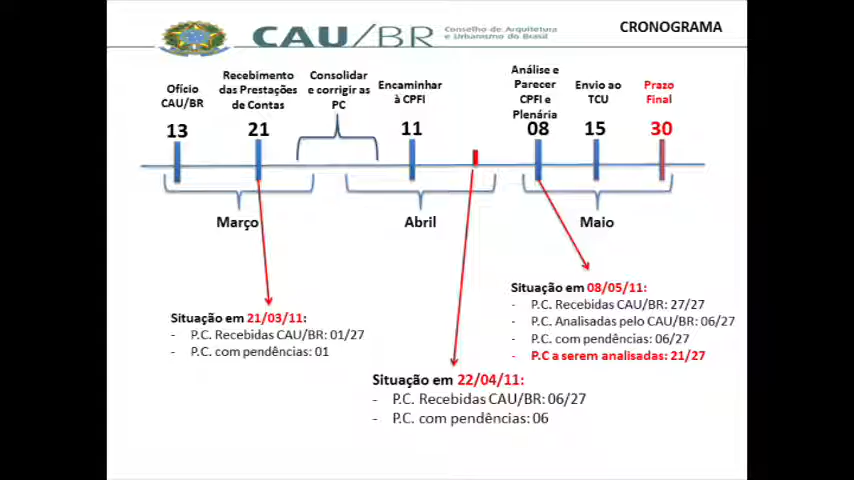 CAU/BR
Conselho de Arquitetura
e Urbanismo do Brasil
CRONOGRAMA
Ofício
CAU/BR
13
Recebimento
das Prestações
de Contas
21
Consolidar
e corrigir as
PC
Encaminhar
à CPFI
11
Análise e
Parecer
CPFI e
Plenária
08
Envio ao
TCU
15
Prazo
Final
30
Março
Abril
Maio
Situação em 21/03/11:
- P.C. Recebidas CAU/BR: 01/27
- P.C. com pendências: 01
Situação em 22/04/11:
- P.C. Recebidas CAU/BR: 06/27
- P.C. com pendências: 06
Situação em 08/05/11:
- P.C. Recebidas CAU/BR: 27/27
- P.C. Analisadas pelo CAU/BR: 06/27
- P.C. com pendências: 06/27
- P.C a serem analisadas: 21/27